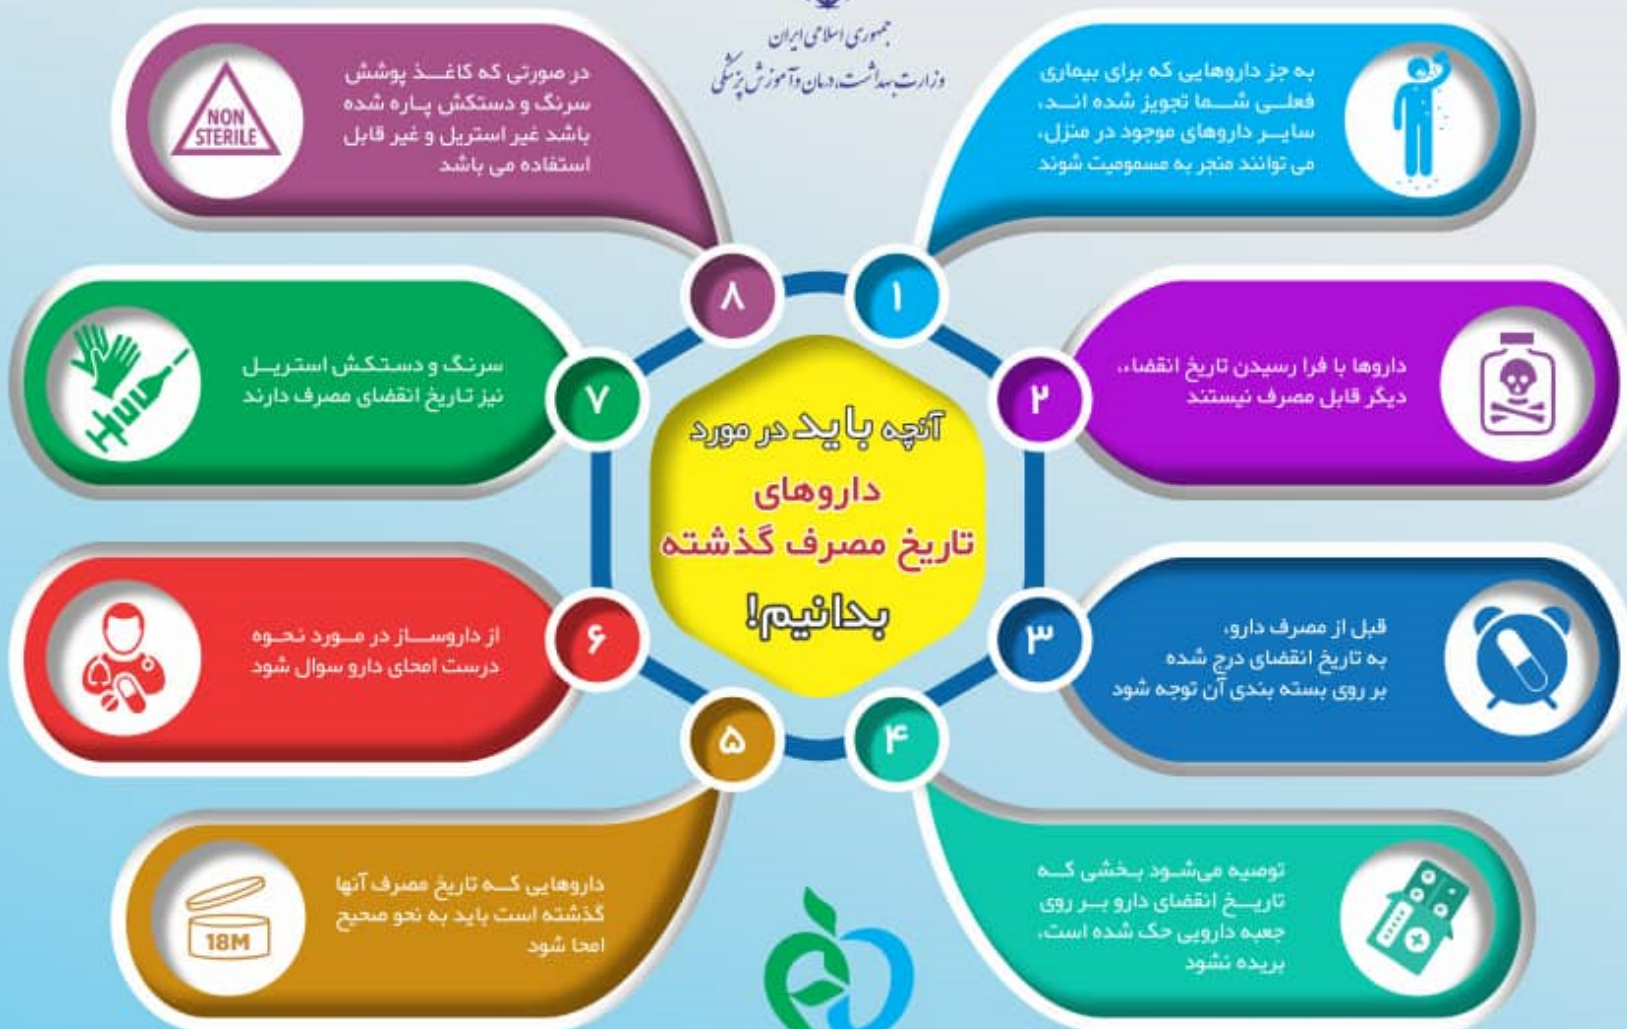 جمهوری اسلامی ایران
وزارت بهداشت، درمان و آموزش پزشکی
آنچه باید در مورد
داروهای
تاریخ مصرف گذشته
بدانیم!
۱
به جز داروهایی که برای بیماری
فعلی شما تجویز شده اند،
سایر داروهای موجود در منزل،
می توانند منجر به مسمومیت شوند
۲
داروها با فرا رسیدن تاریخ انقضاء،
دیگر قابل مصرف نیستند
۳
قبل از مصرف دارو،
به تاریخ انقضای درج شده
بر روی بسته بندی آن توجه شود
۴
توصیه می‌شود بخشی که
تاریخ انقضای دارو بر روی
جعبه دارویی حک شده است،
بریده نشود
۵
داروهایی که تاریخ مصرف آنها
گذشته است باید به نحو صحیح
امحا شود
18M
۶
از داروساز در مورد نحوه
درست امحای دارو سوال شود
۷
سرنگ و دستکش استریل
نیز تاریخ انقضای مصرف دارند
۸
در صورتی که کاغذ پوشش
سرنگ و دستکش پاره شده
باشد غیر استریل و غیر قابل
استفاده می باشد
NON
STERILE